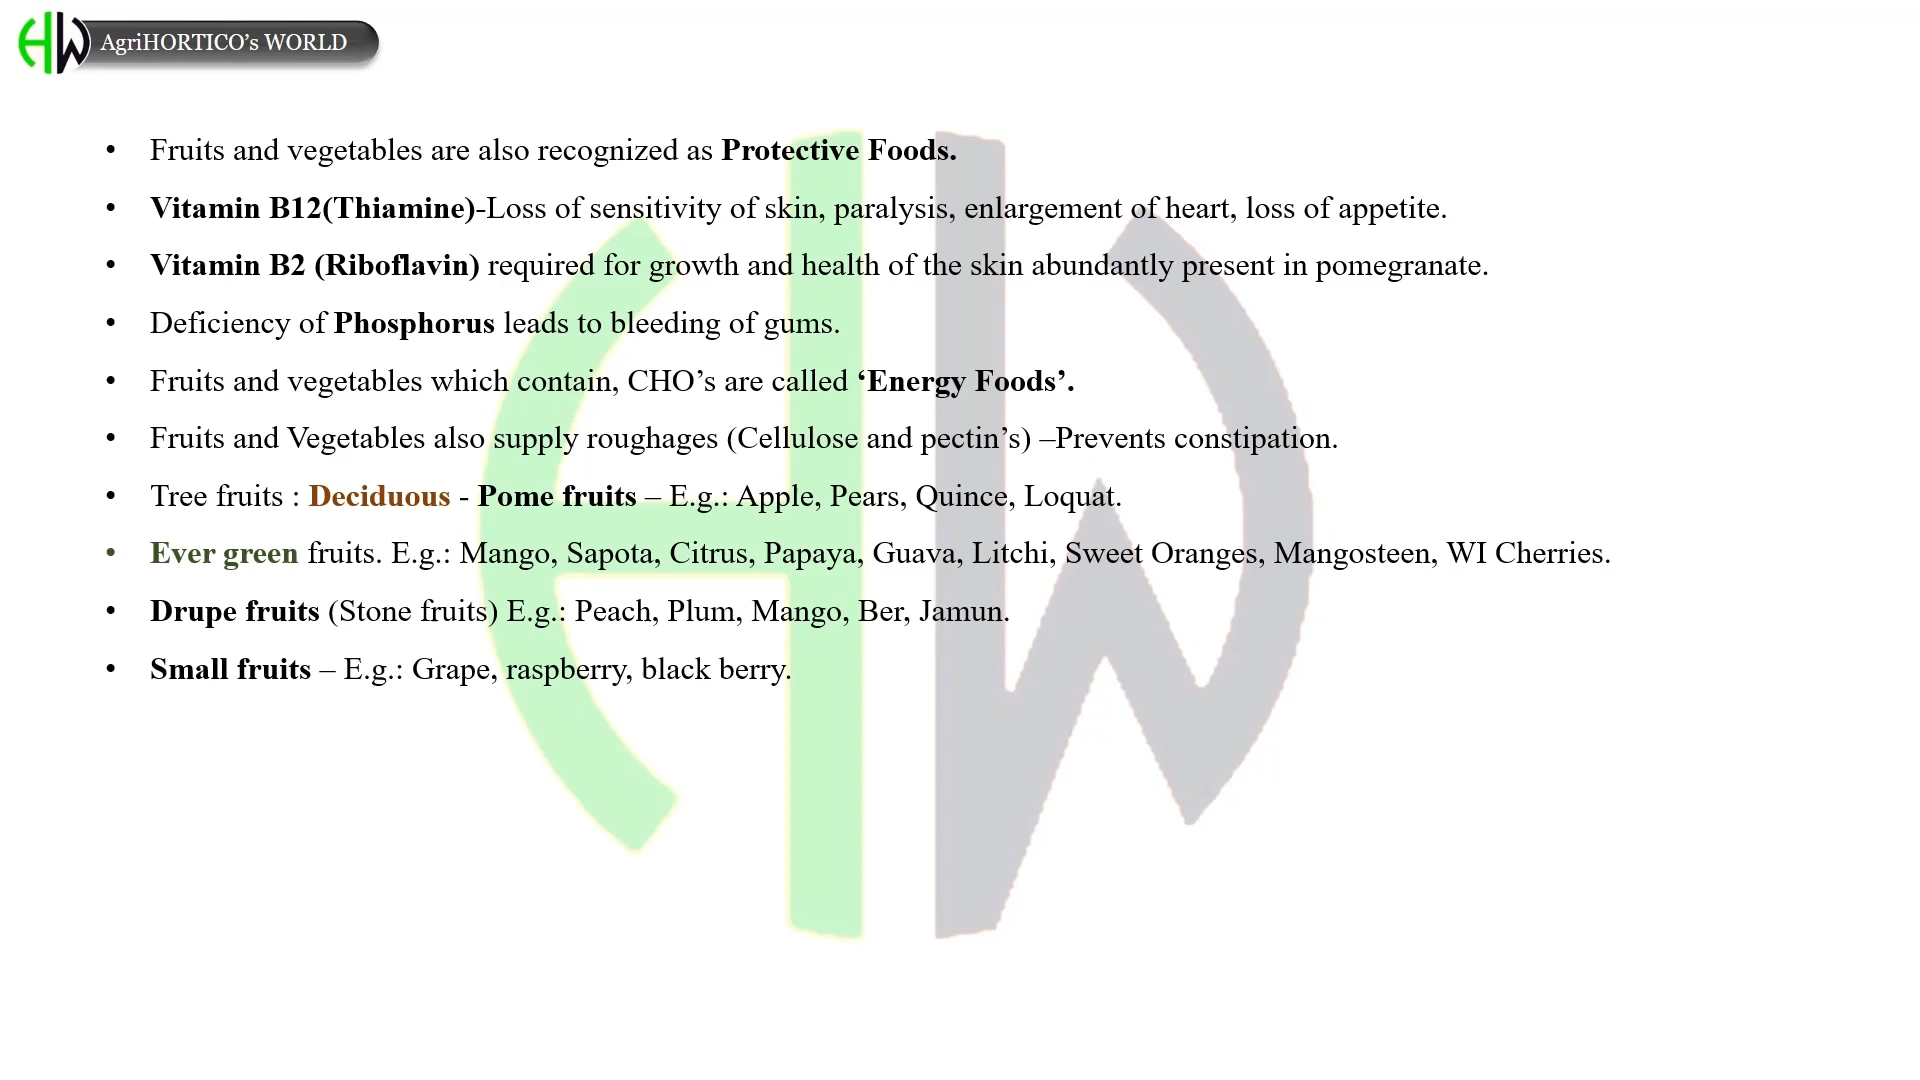 AgriHORTICO’s WORLD
• Fruits and vegetables are also recognized as Protective Foods.
• Vitamin B12(Thiamine)-Loss of sensitivity of skin, paralysis, enlargement of heart, loss of appetite.
• Vitamin B2 (Riboflavin) required for growth and health of the skin abundantly present in pomegranate.
• Deficiency of Phosphorus leads to bleeding of gums.
• Fruits and vegetables which contain, CHO’s are called ‘Energy Foods’.
• Fruits and Vegetables also supply roughages (Cellulose and pectin’s) –Prevents constipation.
• Tree fruits : Deciduous - Pome fruits – E.g.: Apple, Pears, Quince, Loquat.
• Ever green fruits. E.g.: Mango, Sapota, Citrus, Papaya, Guava, Litchi, Sweet Oranges, Mangosteen, WI Cherries.
• Drupe fruits (Stone fruits) E.g.: Peach, Plum, Mango, Ber, Jamun.
• Small fruits – E.g.: Grape, raspberry, black berry.